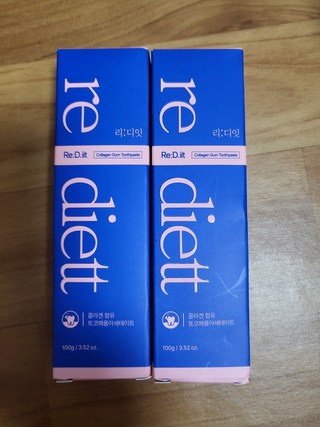 re
리:디잇
Re:D.iit
Collagen Gum Toothpaste
diett
콜라겐 함유
토코페롤아세테이트
100g / 3.52 oz.
re
리:디잇
Re:D.iit
Collagen Gum Toothpaste
diett
콜라겐 함유
토코페롤아세테이트
100g / 3.52 oz.